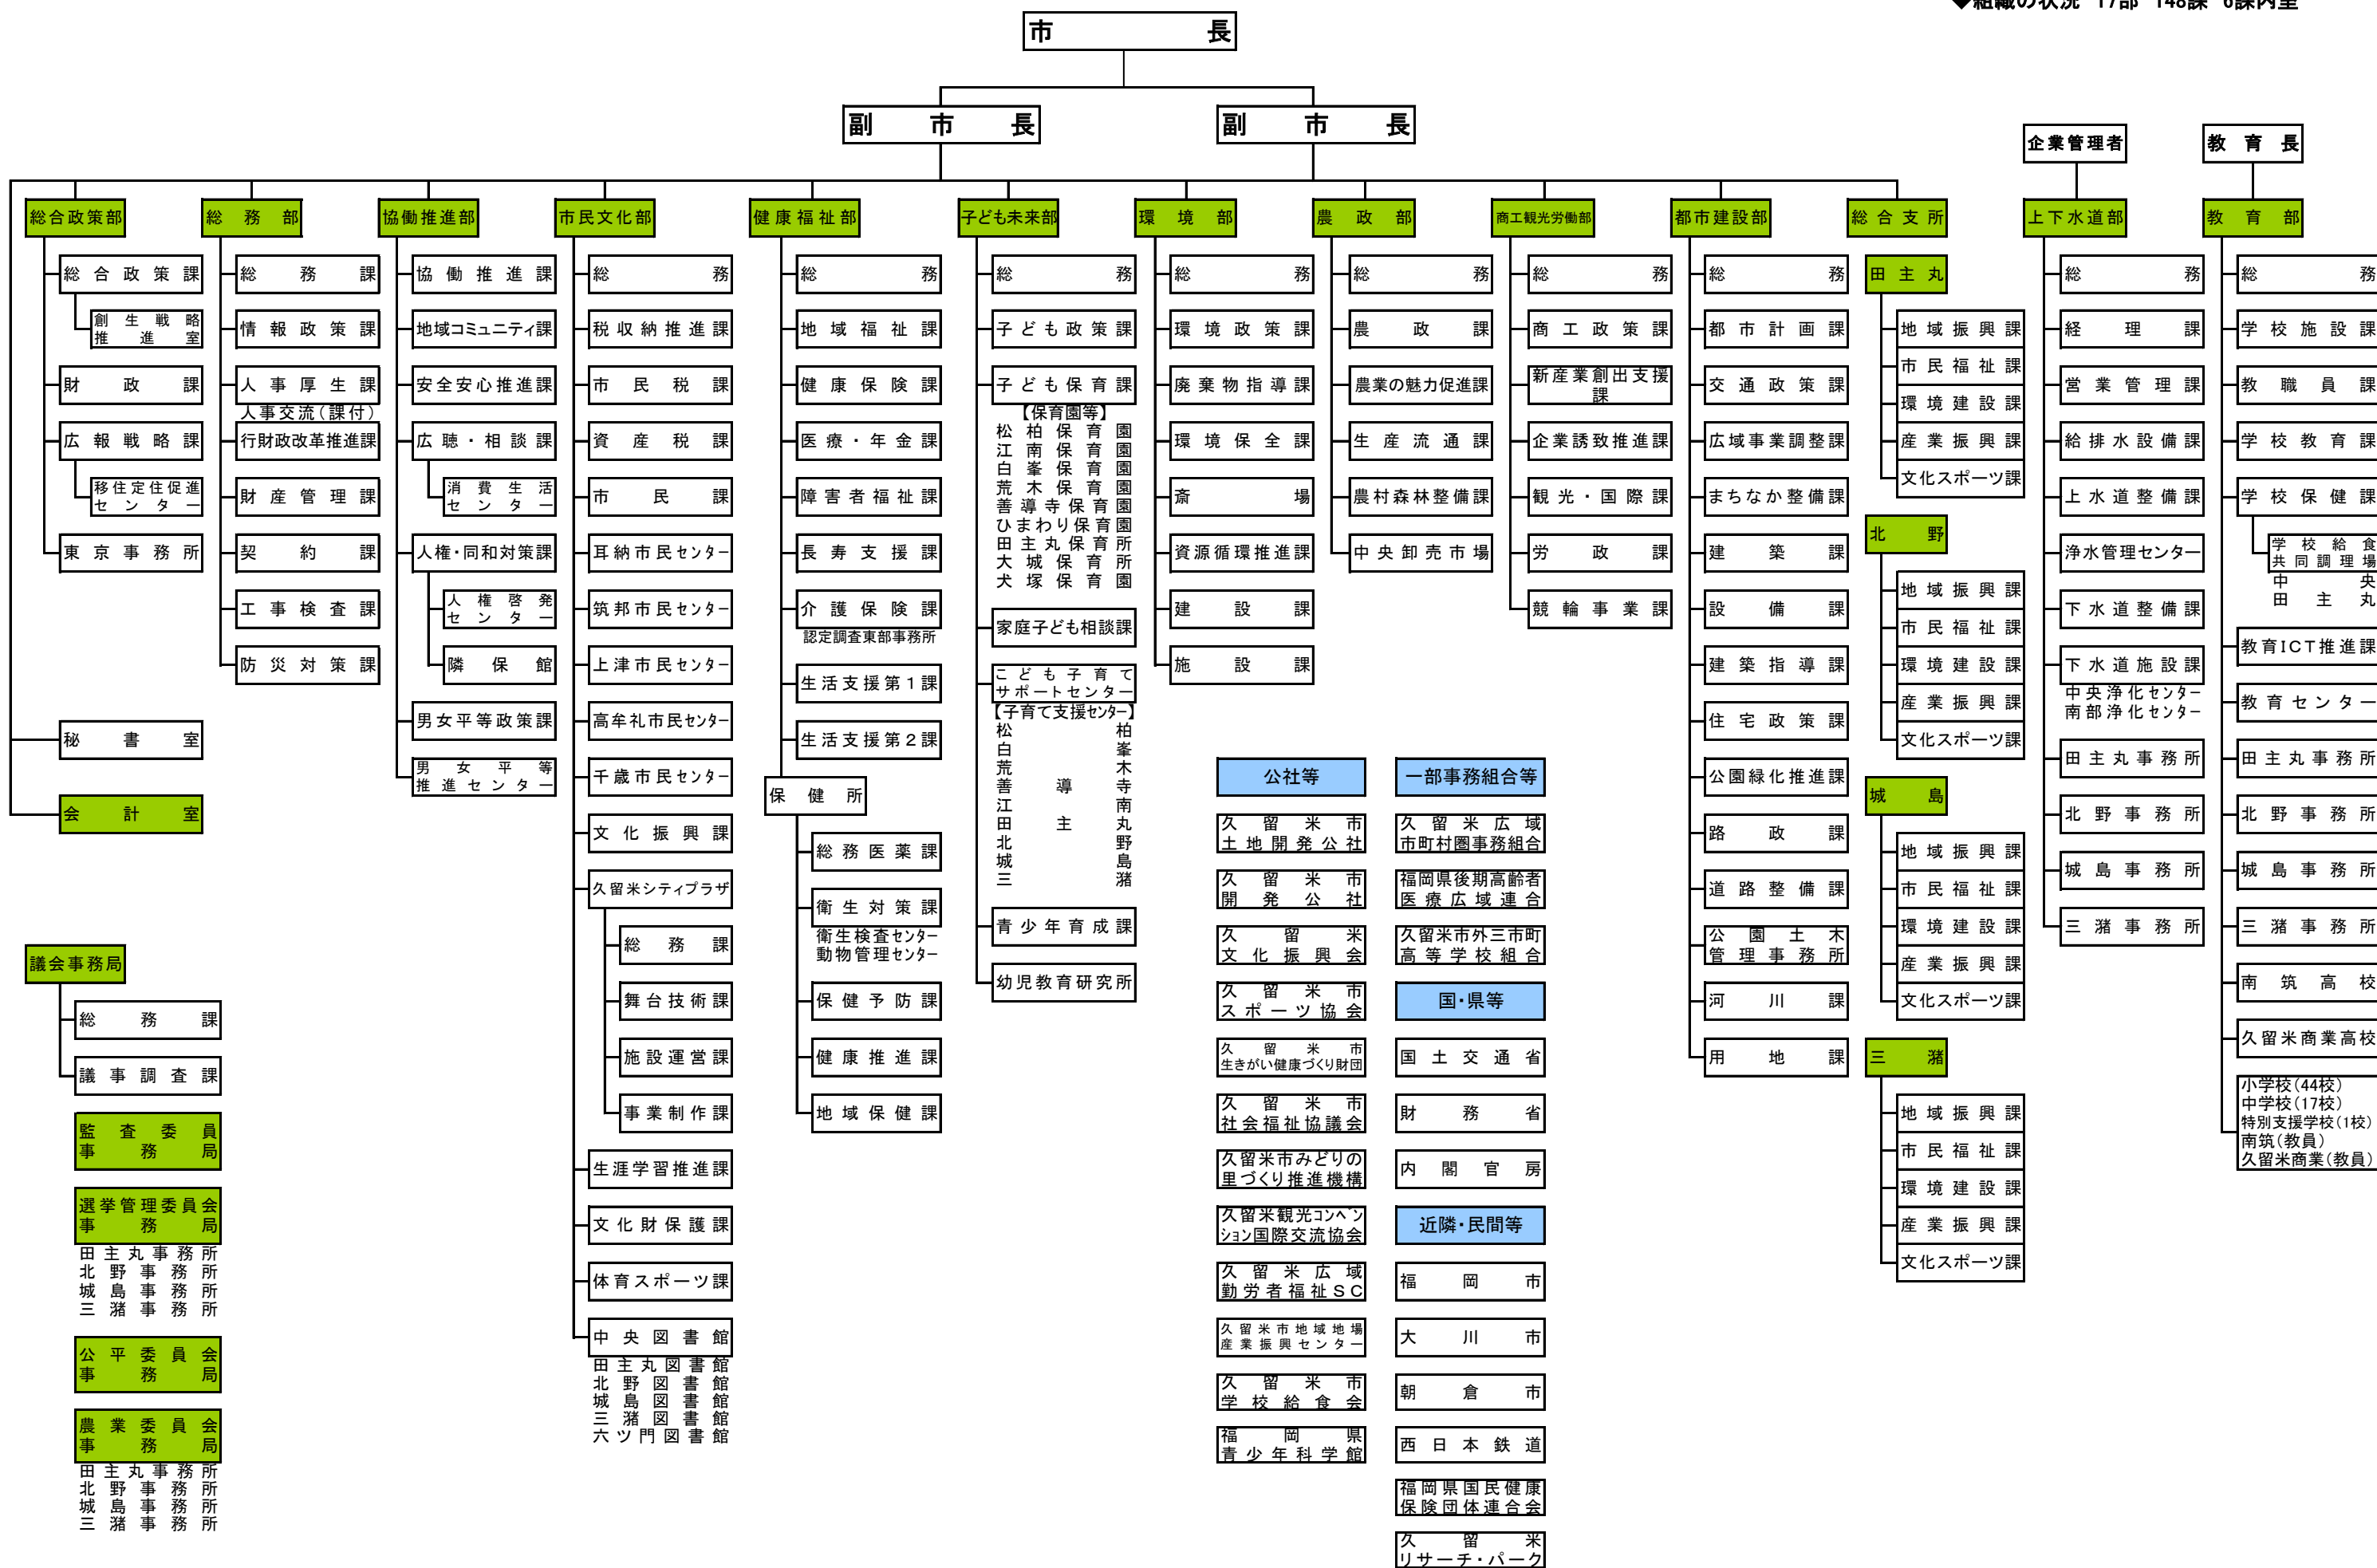 ◆組織の状況 17部 148課 6課内室
市長
副市長
副市長
企業管理者
教育長
総合政策部
総合政策課
創生戦略
推進室
財政課
広報戦略課
移住定住促進
センター
東京事務所
秘書室
会計室
議会事務局
総務課
議事調査課
監査委員
事務局
選挙管理委員会
事務局
田主丸事務所
北野事務所
城島事務所
三潴事務所
公平委員会
事務局
農業委員会
事務局
田主丸事務所
北野事務所
城島事務所
三潴事務所
総務部
総務課
情報政策課
人事厚生課
人事交流(課付)
行財政改革推進課
財産管理課
契約課
工事検査課
防災対策課
協働推進部
協働推進課
地域コミュニティ課
安全安心推進課
広聴・相談課
消費生活
センター
人権・同和対策課
人権啓発
センター
隣保館
男女平等政策課
男女平等
推進センター
市民文化部
総務
税収納推進課
市民税課
資産税課
市民課
耳納市民センター
筑邦市民センター
上津市民センター
高牟礼市民センター
千歳市民センター
文化振興課
久留米シティプラザ
総務課
舞台技術課
施設運営課
事業制作課
生涯学習推進課
文化財保護課
体育スポーツ課
中央図書館
田主丸図書館
北野図書館
城島図書館
三潴図書館
六ツ門図書館
健康福祉部
総務
地域福祉課
健康保険課
医療・年金課
障害者福祉課
長寿支援課
介護保険課
認定調査東部事務所
生活支援第1課
生活支援第2課
保健所
総務医薬課
衛生対策課
衛生検査センター
動物管理センター
保健予防課
健康推進課
地域保健課
子ども未来部
総務
子ども政策課
子ども保育課
【保育園等】
松柏保育園
江南保育園
白峯保育園
荒木保育園
善導寺保育園
ひまわり保育園
田主丸保育所
大城保育所
犬塚保育園
家庭子ども相談課
こども子育て
サポートセンター
【子育て支援センター】
松柏
白峯
荒木
善導寺
江南
田主丸
北野
城島
三潴
青少年育成課
幼児教育研究所
環境部
総務
環境政策課
廃棄物指導課
環境保全課
斎場
資源循環推進課
建設課
施設課
農政部
総務
農政課
農業の魅力促進課
生産流通課
農村森林整備課
中央卸売市場
商工観光労働部
総務
商工政策課
新産業創出支援
課
企業誘致推進課
観光・国際課
労政課
競輪事業課
都市建設部
総務
都市計画課
交通政策課
広域事業調整課
まちなか整備課
建築課
設備課
建築指導課
住宅政策課
公園緑化推進課
路政課
道路整備課
公園土木
管理事務所
河川課
用地課
総合支所
田主丸
地域振興課
市民福祉課
環境建設課
産業振興課
文化スポーツ課
北野
地域振興課
市民福祉課
環境建設課
産業振興課
文化スポーツ課
城島
地域振興課
市民福祉課
環境建設課
産業振興課
文化スポーツ課
三潴
地域振興課
市民福祉課
環境建設課
産業振興課
文化スポーツ課
上下水道部
総務
経理課
営業管理課
給排水設備課
上水道整備課
浄水管理センター
下水道整備課
下水道施設課
中央浄化センター
南部浄化センター
田主丸事務所
北野事務所
城島事務所
三潴事務所
教育部
総務
学校施設課
教職員課
学校教育課
学校保健課
学校給食
共同調理場
中央
田主丸
教育ICT推進課
教育センター
田主丸事務所
北野事務所
城島事務所
三潴事務所
南筑高校
久留米商業高校
小学校(44校)
中学校(17校)
特別支援学校(1校)
南筑(教員)
久留米商業(教員)
公社等
久留米市
土地開発公社
久留米市
開発公社
久留米
文化振興会
久留米市
スポーツ協会
久留米市
生きがい健康づくり財団
久留米市
社会福祉協議会
久留米市みどりの
里づくり推進機構
久留米観光コンベン
ション国際交流協会
久留米広域
勤労者福祉SC
久留米市地域地場
産業振興センター
久留米市
学校給食会
福岡県
青少年科学館
一部事務組合等
久留米広域
市町村圏事務組合
福岡県後期高齢者
医療広域連合
久留米市外三市町
高等学校組合
国・県等
国土交通省
財務省
内閣官房
近隣・民間等
福岡市
大川市
朝倉市
西日本鉄道
福岡県国民健康
保険団体連合会
久留米
リサーチ・パーク